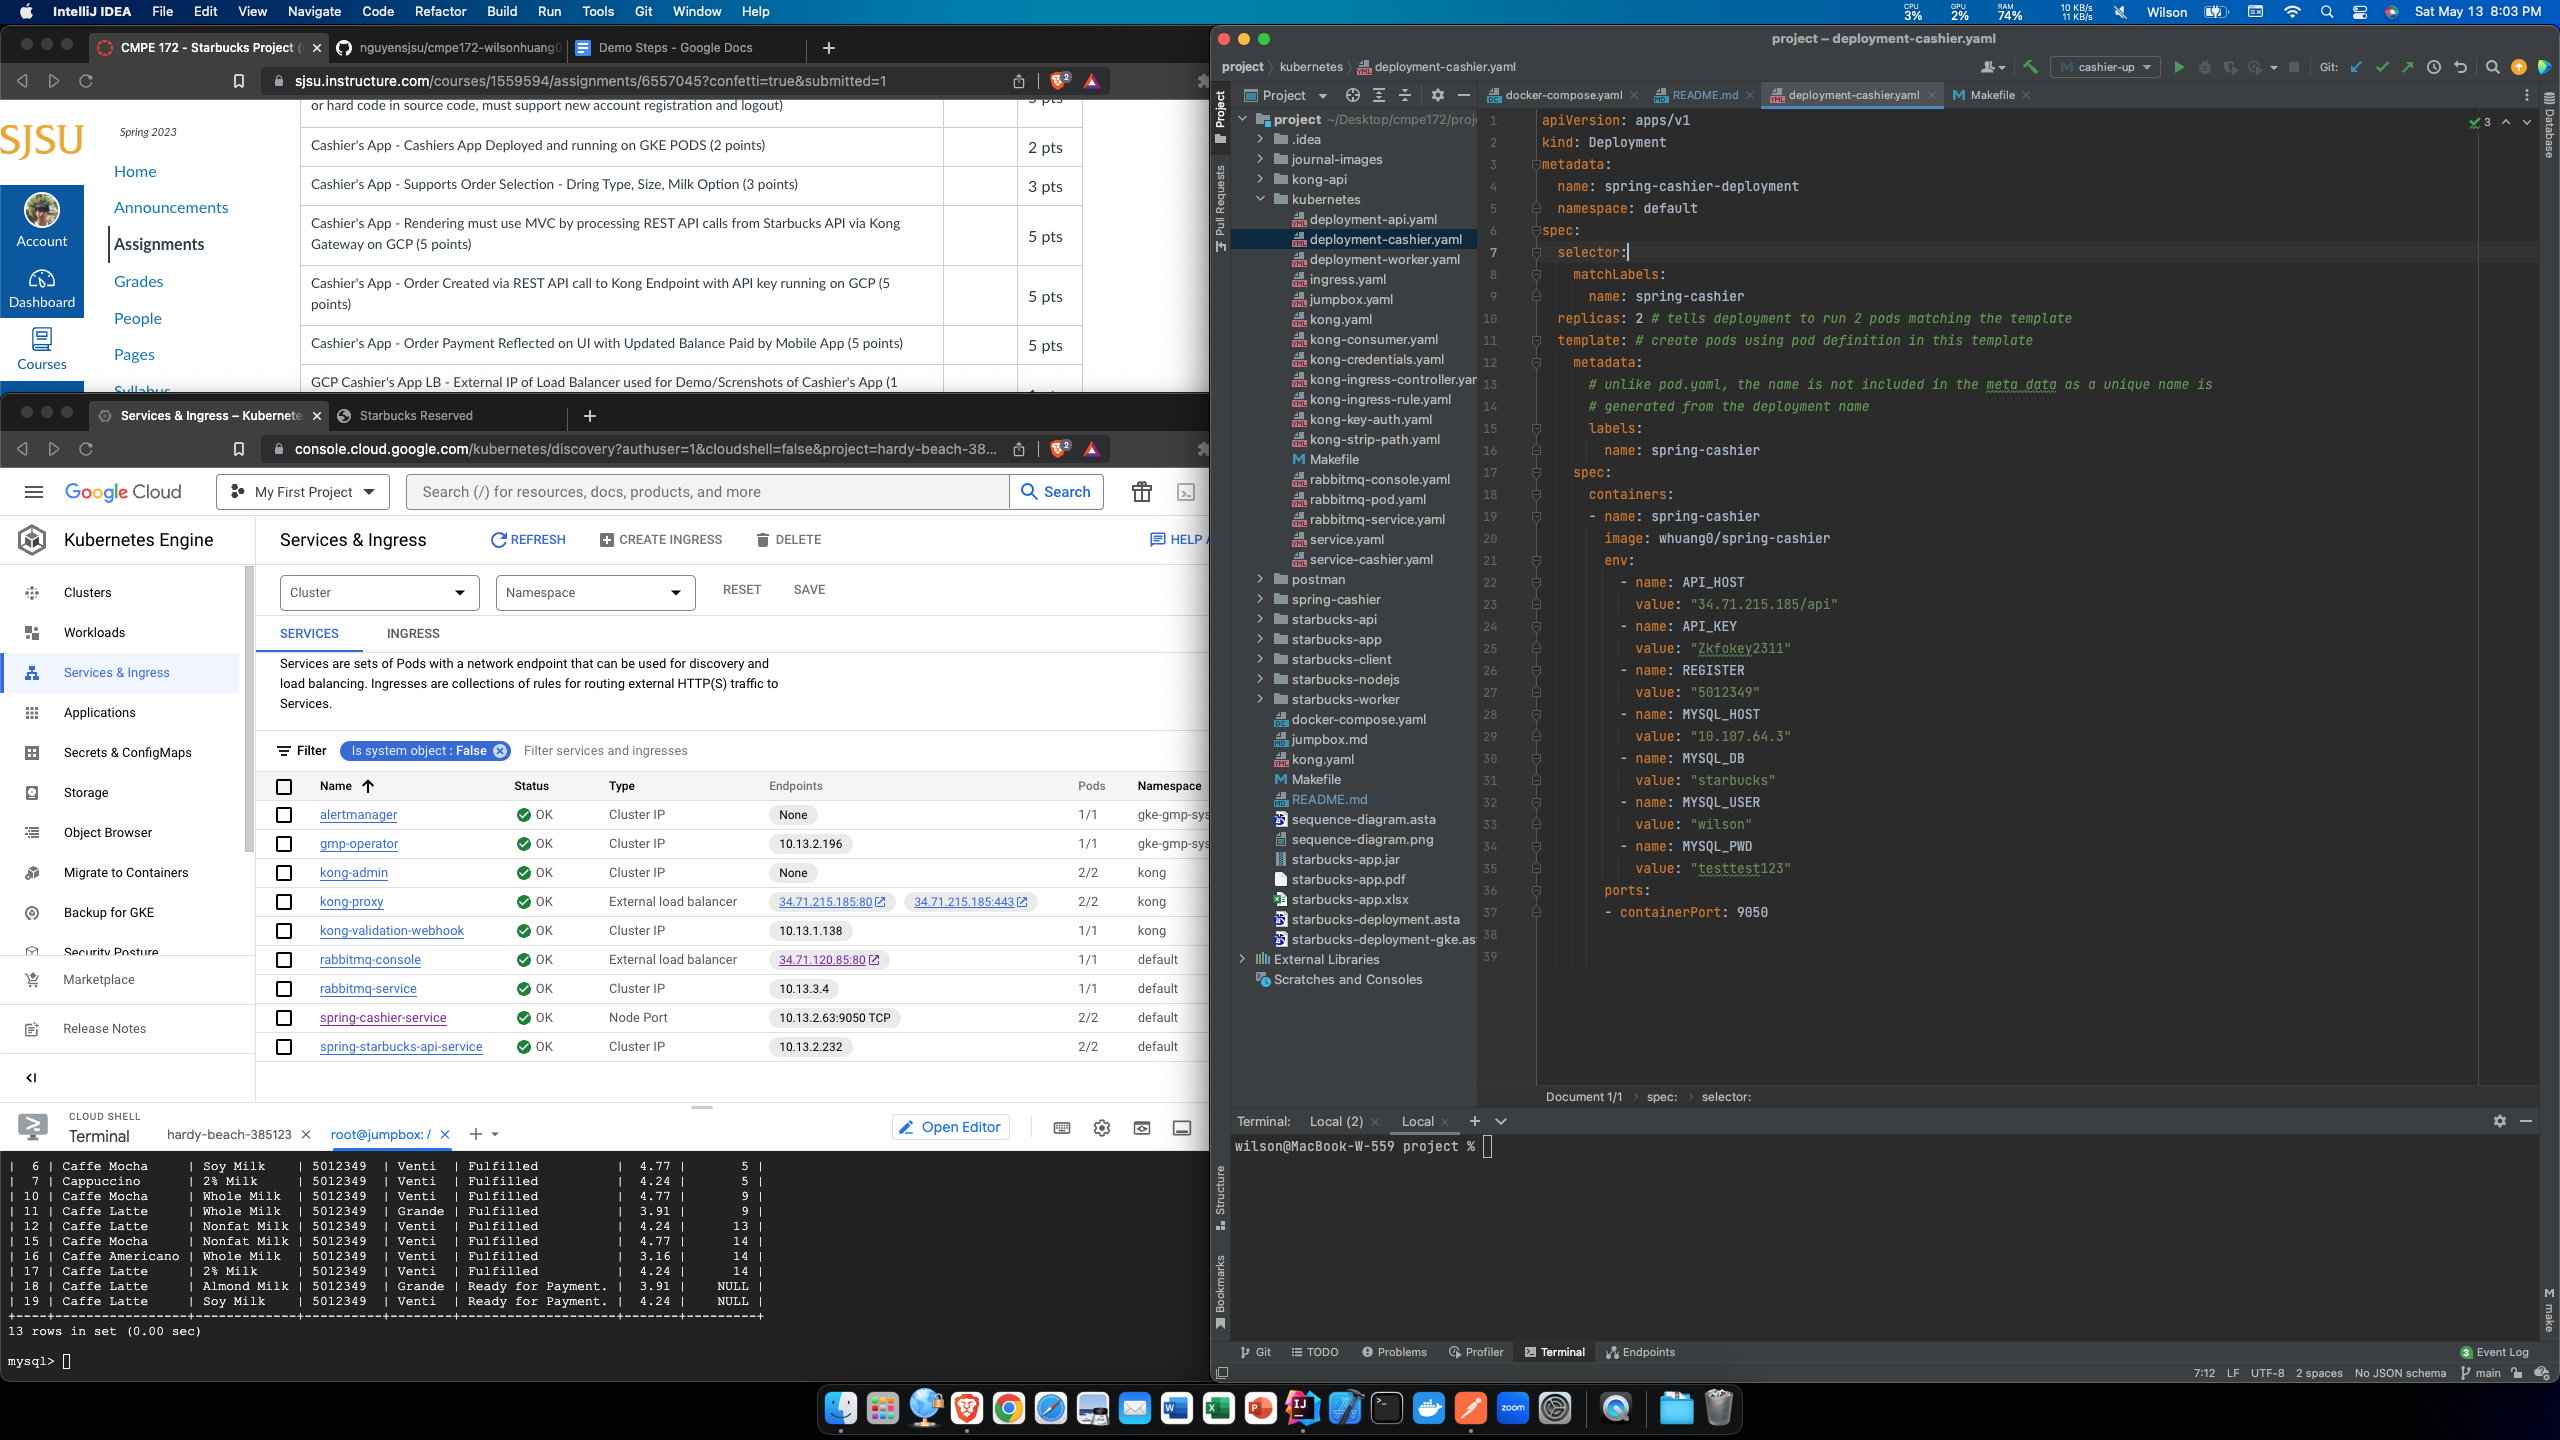 IntelliJ IDEA File Edit View Navigate Code Refactor Build Run Tools Git Window Help
CPU 3% GPU 2% RAM 74% 10 KB/s 11 KB/s Wilson Sat May 13 8:03 PM
CMPE 172 - Starbucks Project (
nguyensjsu/cmpe172-wilsonhuang0
Demo Steps - Google Docs
sjsu.instructure.com/courses/1559594/assignments/6557045?confetti=true&submitted=1
SJSU
Account
Dashboard
Courses
Spring 2023
Home
Announcements
Assignments
Grades
People
Pages
Syllabus
or hard code in source code, must support new account registration and logout)
Cashier's App - Cashiers App Deployed and running on GKE PODS (2 points) 2 pts
Cashier's App - Supports Order Selection - Dring Type, Size, Milk Option (3 points) 3 pts
Cashier's App - Rendering must use MVC by processing REST API calls from Starbucks API via Kong
Gateway on GCP (5 points) 5 pts
Cashier's App - Order Created via REST API call to Kong Endpoint with API key running on GCP (5
points) 5 pts
Cashier's App - Order Payment Reflected on UI with Updated Balance Paid by Mobile App (5 points) 5 pts
GCP Cashier's App LB - External IP of Load Balancer used for Demo/Screnshots of Cashier's App (1
Services & Ingress – Kubernete
Starbucks Reserved
console.cloud.google.com/kubernetes/discovery?authuser=1&cloudshell=false&project=hardy-beach-38...
Google Cloud
My First Project
Search (/) for resources, docs, products, and more
Search
Kubernetes Engine
Services & Ingress REFRESH CREATE INGRESS DELETE HELP
Clusters
Workloads
Services & Ingress
Applications
Secrets & ConfigMaps
Storage
Object Browser
Migrate to Containers
Backup for GKE
Security Posture
Marketplace
Release Notes
Cluster Namespace RESET SAVE
SERVICES INGRESS
Services are sets of Pods with a network endpoint that can be used for discovery and
load balancing. Ingresses are collections of rules for routing external HTTP(S) traffic to
Services.
Filter Is system object : False Filter services and ingresses
Name Status Type Endpoints Pods Namespace
alertmanager OK Cluster IP None 1/1 gke-gmp-sys
gmp-operator OK Cluster IP 10.13.2.196 1/1 gke-gmp-sys
kong-admin OK Cluster IP None 2/2 kong
kong-proxy OK External load balancer 34.71.215.185:80 34.71.215.185:443 2/2 kong
kong-validation-webhook OK Cluster IP 10.13.1.138 1/1 kong
rabbitmq-console OK External load balancer 34.71.120.85:80 1/1 default
rabbitmq-service OK Cluster IP 10.13.3.4 1/1 default
spring-cashier-service OK Node Port 10.13.2.63:9050 TCP 2/2 default
spring-starbucks-api-service OK Cluster IP 10.13.2.232 2/2 default
CLOUD SHELL
Terminal hardy-beach-385123 root@jumpbox: / Open Editor
| 6 | Caffe Mocha | Soy Milk | 5012349 | Venti | Fulfilled | 4.77 | 5 |
| 7 | Cappuccino | 2% Milk | 5012349 | Venti | Fulfilled | 4.24 | 5 |
| 10 | Caffe Mocha | Whole Milk | 5012349 | Venti | Fulfilled | 4.77 | 9 |
| 11 | Caffe Latte | Whole Milk | 5012349 | Grande | Fulfilled | 3.91 | 9 |
| 12 | Caffe Latte | Nonfat Milk | 5012349 | Venti | Fulfilled | 4.24 | 13 |
| 15 | Caffe Mocha | Nonfat Milk | 5012349 | Venti | Fulfilled | 4.77 | 14 |
| 16 | Caffe Americano | Whole Milk | 5012349 | Venti | Fulfilled | 3.16 | 14 |
| 17 | Caffe Latte | 2% Milk | 5012349 | Venti | Fulfilled | 4.24 | 14 |
| 18 | Caffe Latte | Almond Milk | 5012349 | Grande | Ready for Payment. | 3.91 | NULL |
| 19 | Caffe Latte | Soy Milk | 5012349 | Venti | Ready for Payment. | 4.24 | NULL |
13 rows in set (0.00 sec)
mysql>
project – deployment-cashier.yaml
project kubernetes deployment-cashier.yaml
cashier-up
Git:
Project
Pull Requests
Structure
Bookmarks
Database
make
Project
docker-compose.yaml
README.md
deployment-cashier.yaml
Makefile
project ~/Desktop/cmpe172/proj
.idea
journal-images
kong-api
kubernetes
deployment-api.yaml
deployment-cashier.yaml
deployment-worker.yaml
ingress.yaml
jumpbox.yaml
kong.yaml
kong-consumer.yaml
kong-credentials.yaml
kong-ingress-controller.yam
kong-ingress-rule.yaml
kong-key-auth.yaml
kong-strip-path.yaml
Makefile
rabbitmq-console.yaml
rabbitmq-pod.yaml
rabbitmq-service.yaml
service.yaml
service-cashier.yaml
postman
spring-cashier
starbucks-api
starbucks-app
starbucks-client
starbucks-nodejs
starbucks-worker
docker-compose.yaml
jumpbox.md
kong.yaml
Makefile
README.md
sequence-diagram.asta
sequence-diagram.png
starbucks-app.jar
starbucks-app.pdf
starbucks-app.xlsx
starbucks-deployment.asta
starbucks-deployment-gke.as
External Libraries
Scratches and Consoles
3
1 apiVersion: apps/v1
2 kind: Deployment
3 metadata:
4 name: spring-cashier-deployment
5 namespace: default
6 spec:
7 selector:
8 matchLabels:
9 name: spring-cashier
10 replicas: 2 # tells deployment to run 2 pods matching the template
11 template: # create pods using pod definition in this template
12 metadata:
13 # unlike pod.yaml, the name is not included in the meta data as a unique name is
14 # generated from the deployment name
15 labels:
16 name: spring-cashier
17 spec:
18 containers:
19 - name: spring-cashier
20 image: whuang0/spring-cashier
21 env:
22 - name: API_HOST
23 value: "34.71.215.185/api"
24 - name: API_KEY
25 value: "Zkfokey2311"
26 - name: REGISTER
27 value: "5012349"
28 - name: MYSQL_HOST
29 value: "10.107.64.3"
30 - name: MYSQL_DB
31 value: "starbucks"
32 - name: MYSQL_USER
33 value: "wilson"
34 - name: MYSQL_PWD
35 value: "testtest123"
36 ports:
37 - containerPort: 9050
38
39
Document 1/1 spec: selector:
Terminal: Local (2) Local
wilson@MacBook-W-559 project %
Git TODO Problems Profiler Terminal Endpoints 3 Event Log
7:12 LF UTF-8 2 spaces No JSON schema main
zoom